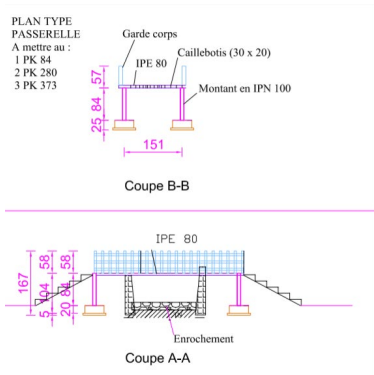 PLAN TYPE
PASSERELLE
A mettre au :
1 PK 84
2 PK 280
3 PK 373
Garde corps
Caillebotis (30 x 20)
IPE 80
Montant en IPN 100
57
84
25
151
Coupe B-B
IPE 80
167
58
58
104
84
5
20
Enrochement
Coupe A-A